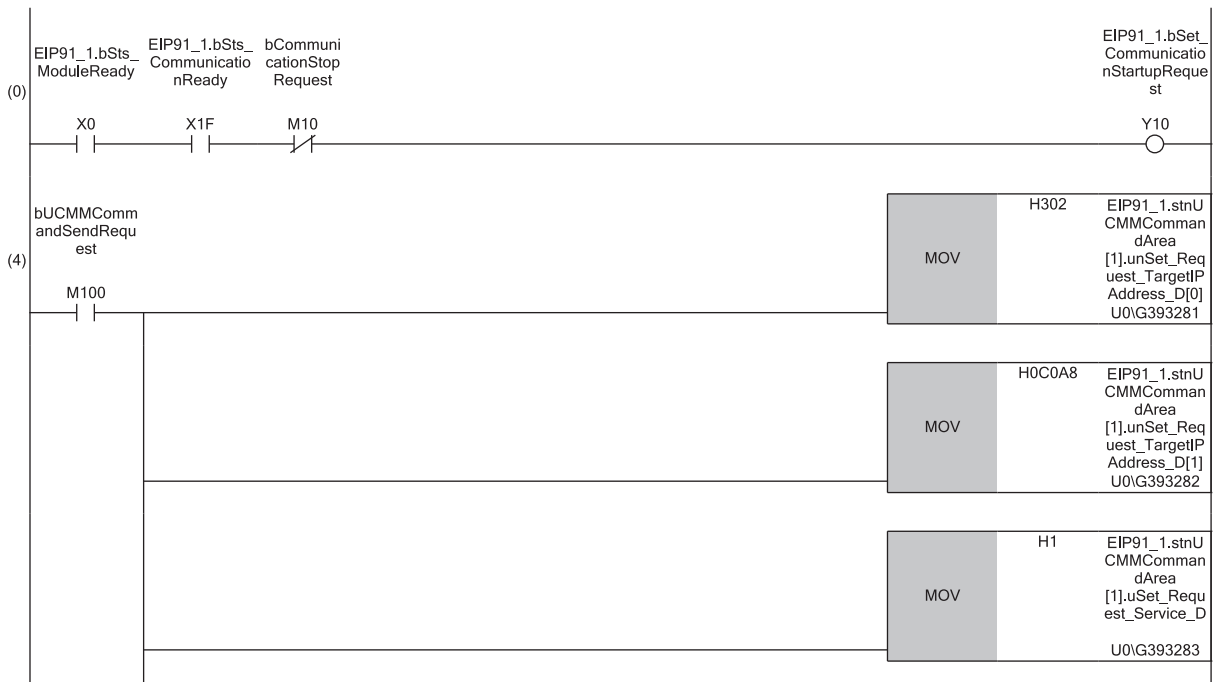 EIP91_1.bSts_
ModuleReady
EIP91_1.bSts_
Communicatio
nReady
bCommuni
cationStop
Request
EIP91_1.bSet_
Communicatio
nStartupReque
st
(0)
X0
X1F
M10
Y10
bUCMMComm
andSendRequ
est
(4)
M100
MOV
H302
EIP91_1.stnU
CMMComman
dArea
[1].unSet_Req
uest_TargetIP
Address_D[0]
U0\G393281
MOV
H0C0A8
EIP91_1.stnU
CMMComman
dArea
[1].unSet_Req
uest_TargetIP
Address_D[1]
U0\G393282
MOV
H1
EIP91_1.stnU
CMMComman
dArea
[1].uSet_Requ
est_Service_D
U0\G393283